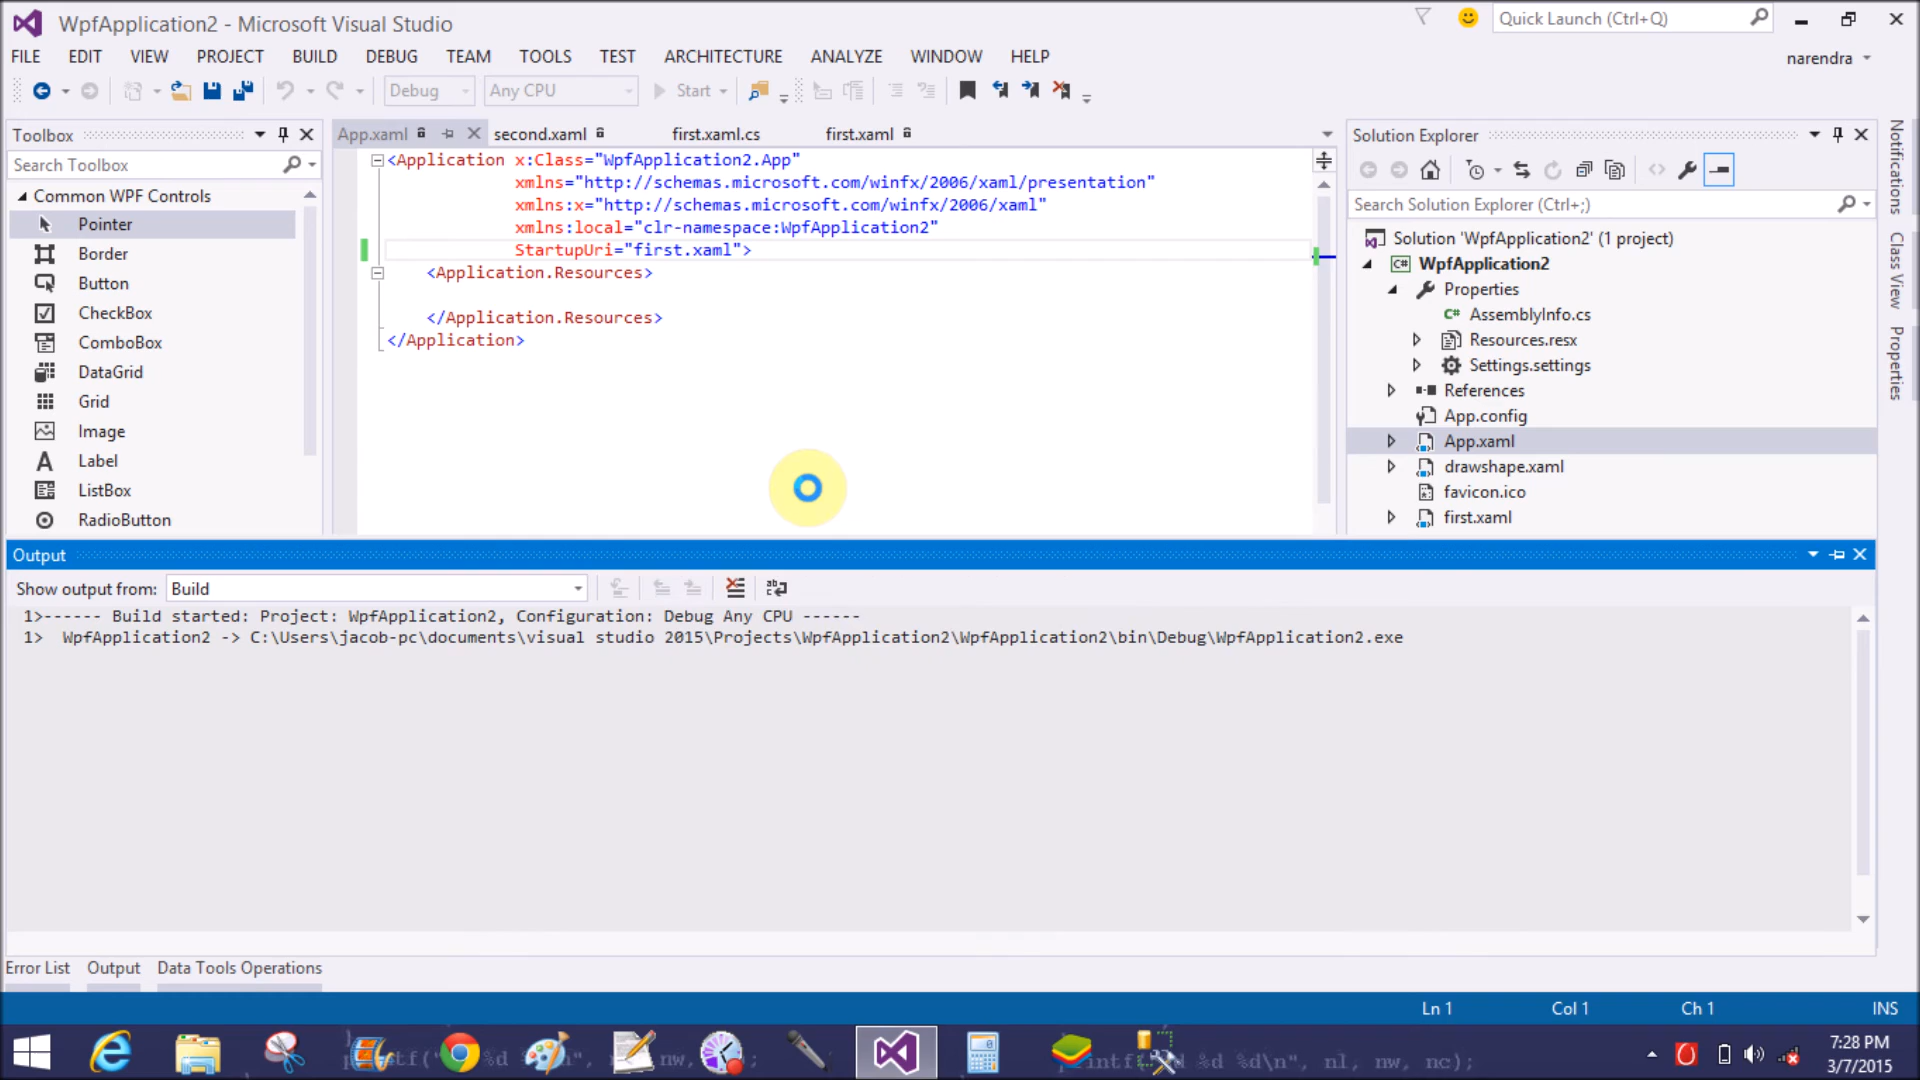 WpfApplication2 - Microsoft Visual Studio
Quick Launch (Ctrl+Q)
FILE EDIT VIEW PROJECT BUILD DEBUG TEAM TOOLS TEST ARCHITECTURE ANALYZE WINDOW HELP
narendra
Debug Any CPU Start
Toolbox
Search Toolbox
Common WPF Controls
Pointer
Border
Button
CheckBox
ComboBox
DataGrid
Grid
Image
Label
ListBox
RadioButton
App.xaml second.xaml first.xaml.cs first.xaml
<Application x:Class="WpfApplication2.App"
xmlns="http://schemas.microsoft.com/winfx/2006/xaml/presentation"
xmlns:x="http://schemas.microsoft.com/winfx/2006/xaml"
xmlns:local="clr-namespace:WpfApplication2"
StartupUri="first.xaml">
<Application.Resources>
</Application.Resources>
</Application>
Solution Explorer
Search Solution Explorer (Ctrl+;)
Solution 'WpfApplication2' (1 project)
WpfApplication2
Properties
AssemblyInfo.cs
Resources.resx
Settings.settings
References
App.config
App.xaml
drawshape.xaml
favicon.ico
first.xaml
Notifications
Class View
Properties
Output
Show output from: Build
1>------ Build started: Project: WpfApplication2, Configuration: Debug Any CPU ------
1> WpfApplication2 -> C:\Users\jacob-pc\documents\visual studio 2015\Projects\WpfApplication2\WpfApplication2\bin\Debug\WpfApplication2.exe
Error List Output Data Tools Operations
Ln 1 Col 1 Ch 1 INS
7:28 PM
3/7/2015